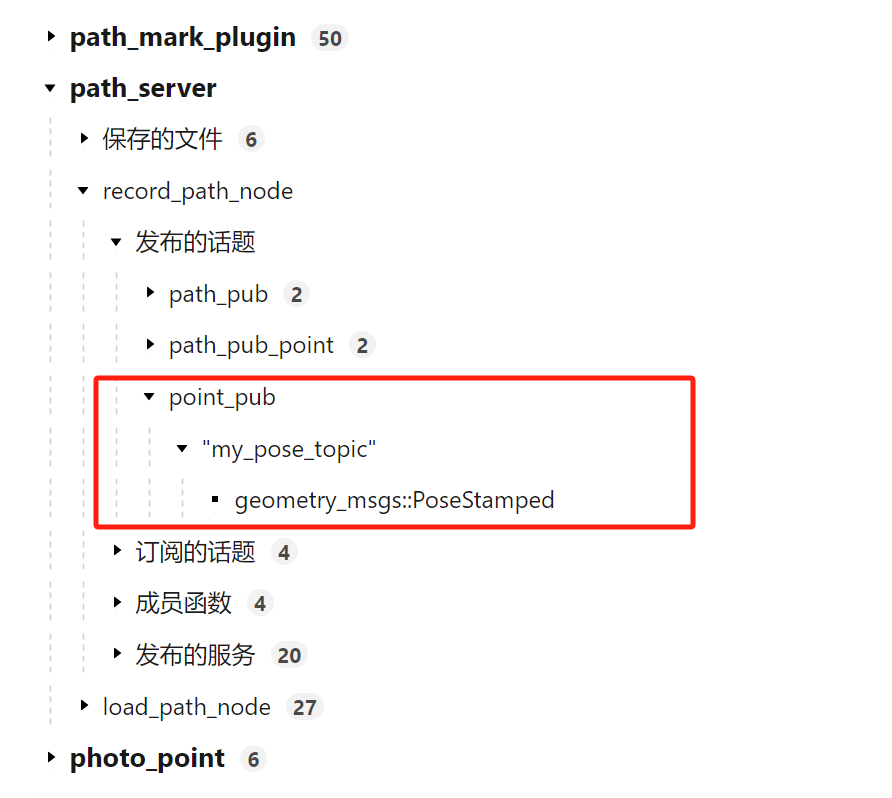 path_mark_plugin 50
path_server
保存的文件 6
record_path_node
发布的话题
path_pub 2
path_pub_point 2
point_pub
"my_pose_topic"
geometry_msgs::PoseStamped
订阅的话题 4
成员函数 4
发布的服务 20
load_path_node 27
photo_point 6